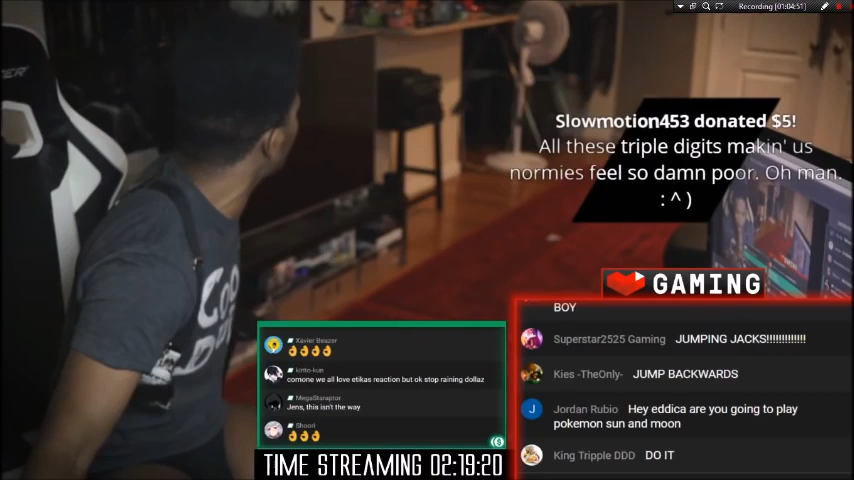 Recording [01:04:51]
Slowmotion453 donated $5!
All these triple digits makin' us
normies feel so damn poor. Oh man.
: ^ )
GAMING
BOY
Superstar2525 Gaming JUMPING JACKS!!!!!!!!!!!!!
Kies -TheOnly- JUMP BACKWARDS
J Jordan Rubio Hey eddica are you going to play
pokemon sun and moon
King Tripple DDD DO IT
Xavier Beazer
👌👌👌👌
kirito-kun
comone we all love etikas reaction but ok stop raining dollaz
MegaStsraptor
Jens, this isn't the way
Shoori
👌👌👌
TIME STREAMING 02:19:20